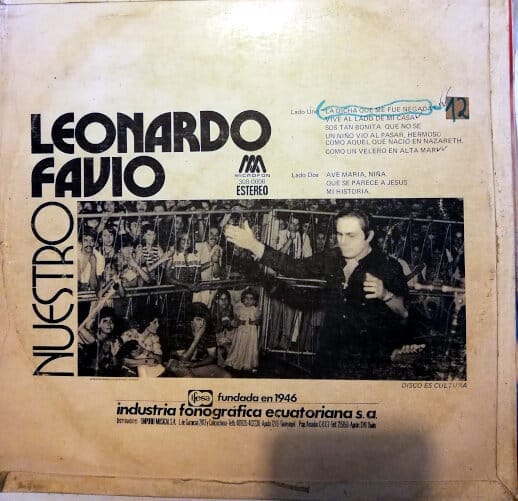 Lado Uno LA DICHA QUE ME FUE NEGADA
12
VIVE AL LADO DE MI CASA
SOS TAN BONITA QUE NO SE
UN NIÑO VIO AL PASAR, HERMOSO
COMO AQUEL QUE NACIO EN NAZARETH.
COMO UN VELERO EN ALTA MAR
Lado Dos AVE MARIA, NIÑA.
QUE SE PARECE A JESUS
MI HISTORIA.
LEONARDO
FAVIO
NUESTRO
MICROFON
ESTEREO
DISCO ES CULTURA
ifesa fundada en 1946
industria fonográfica ecuatoriana s.a.
EMPORIO MUSICAL S.A.